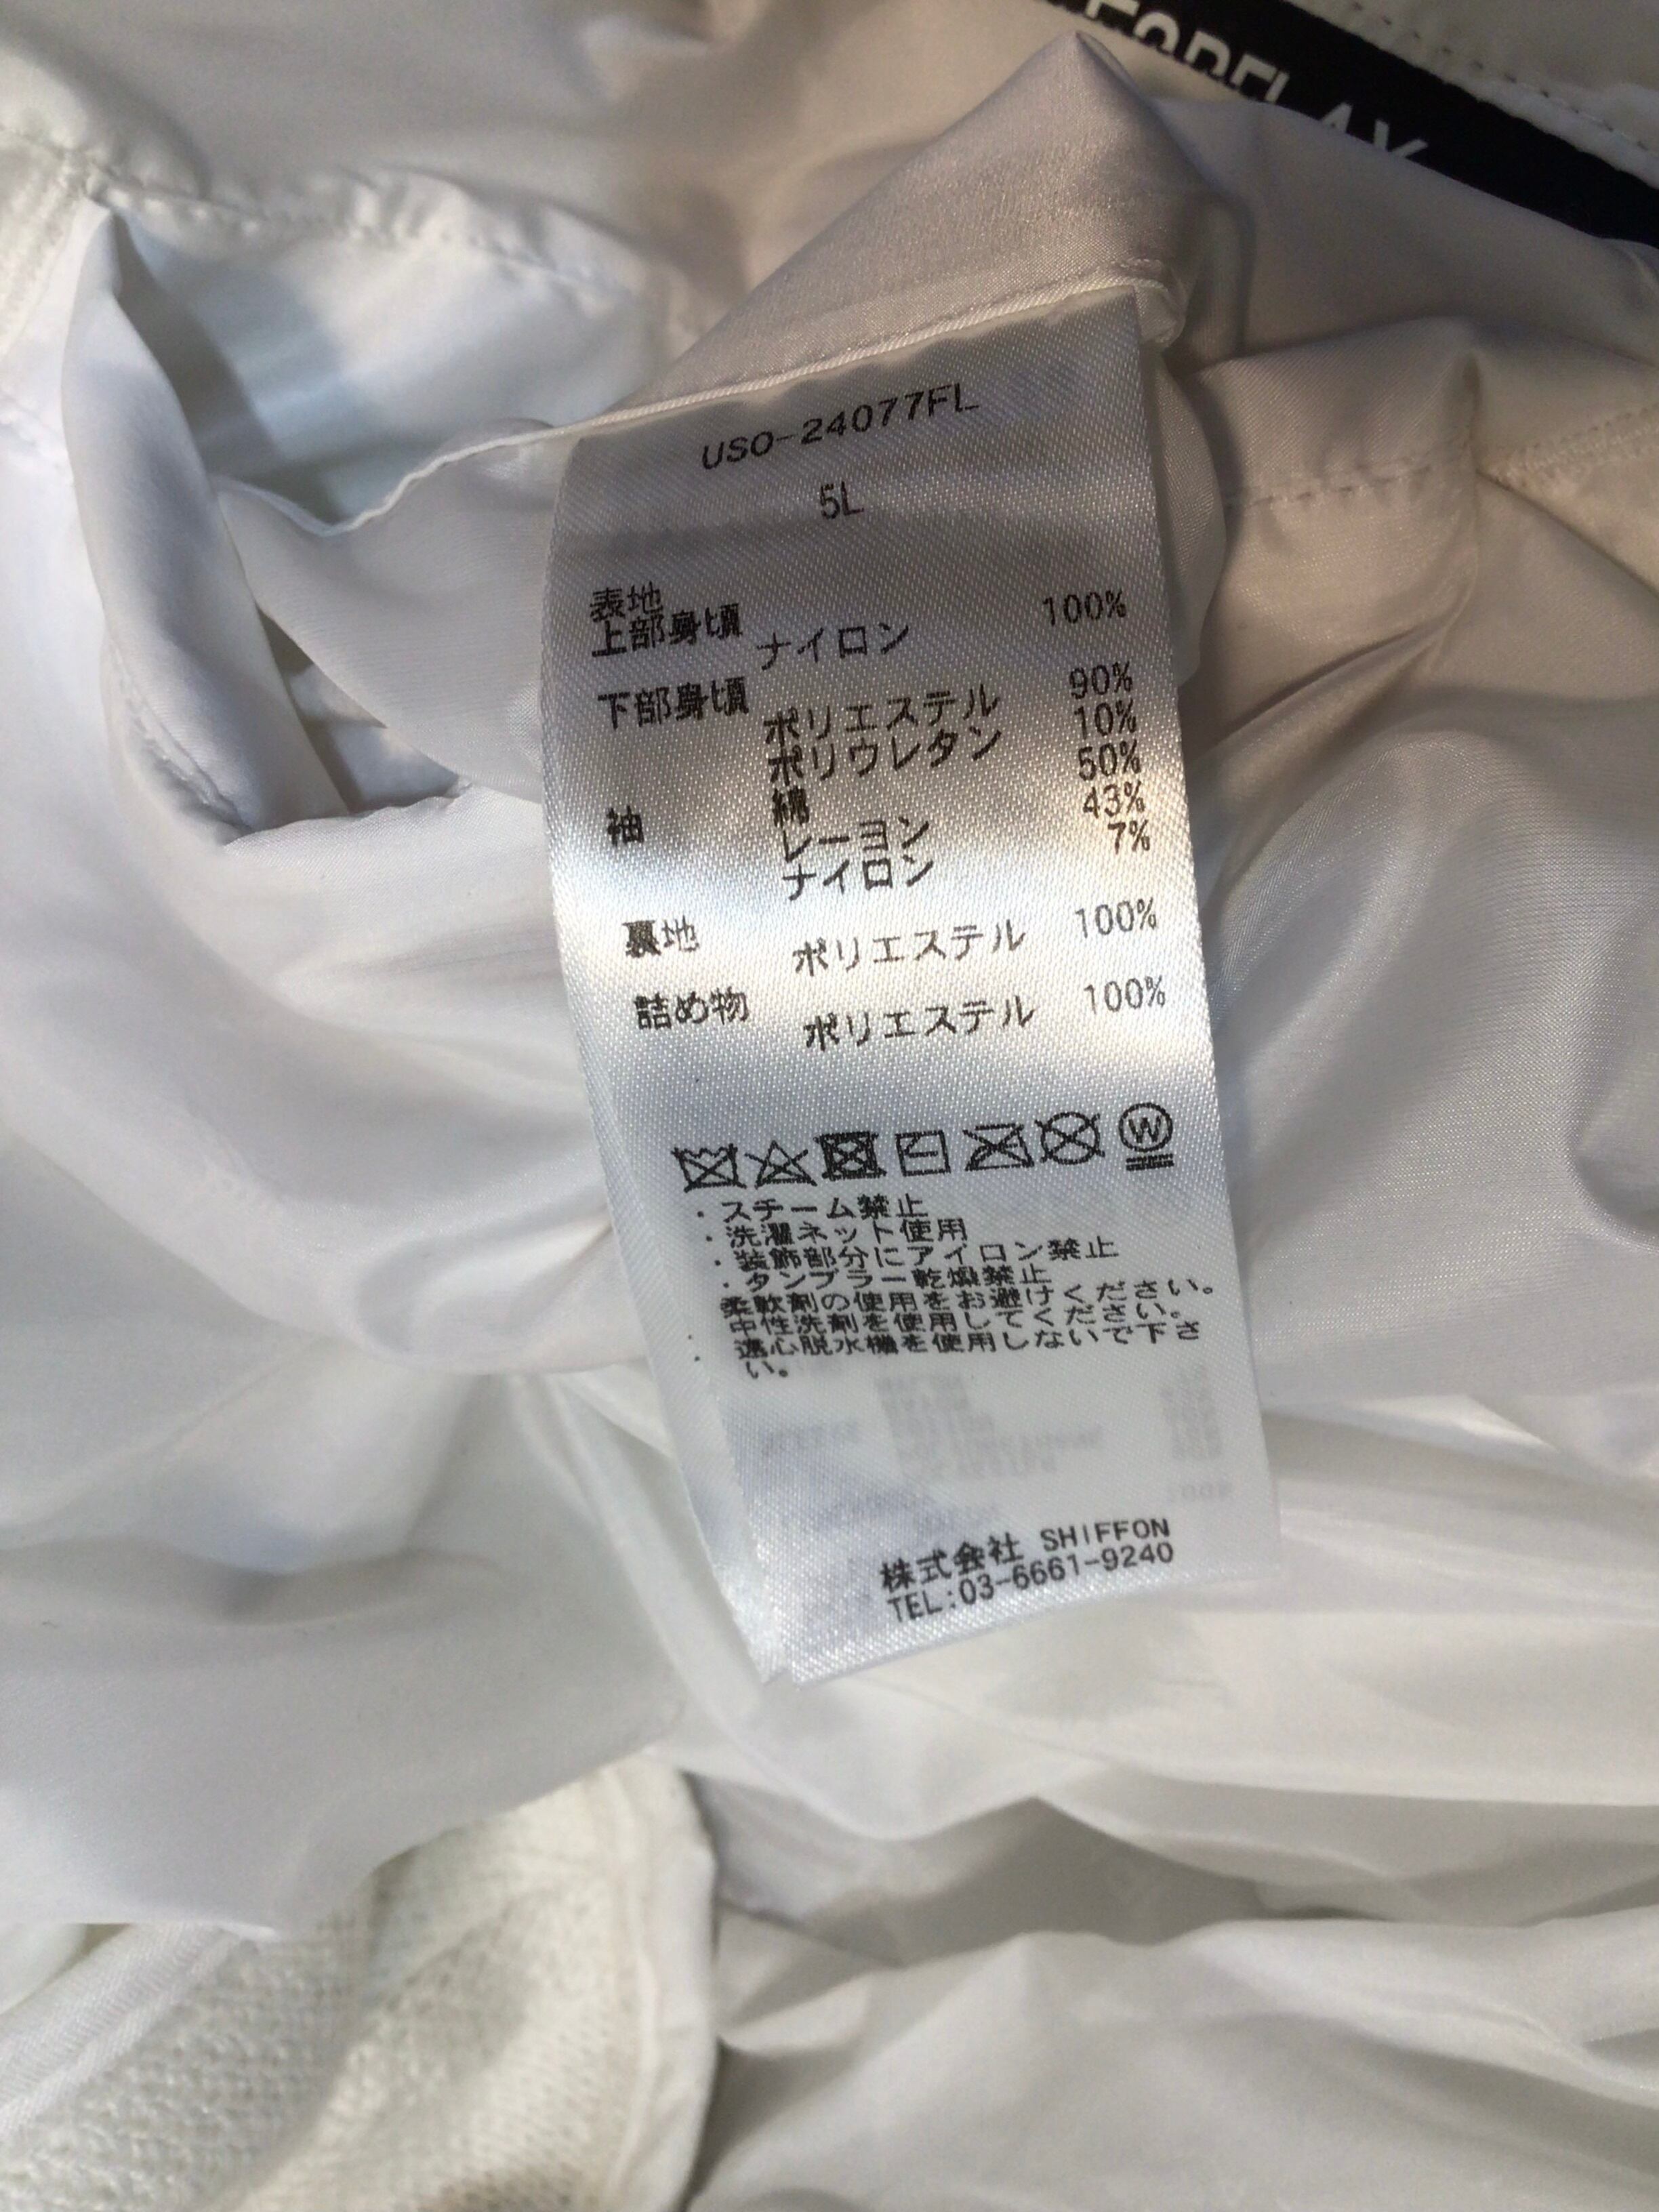 USO-24077FL
5L
表地
上部身頃 ナイロン 100%
下部身頃 ポリエステル 90%
ポリウレタン 10%
袖 綿 50%
レーヨン 43%
ナイロン 7%
裏地 ポリエステル 100%
詰め物 ポリエステル 100%
W
・スチーム禁止
・洗濯ネット使用
・装飾部分にアイロン禁止
・タンブラー乾燥禁止
柔軟剤の使用をお避けください。
中性洗剤を使用してください。
・遠心脱水機を使用しないで下さ
い。
株式会社 SHIFFON
TEL:03-6661-9240